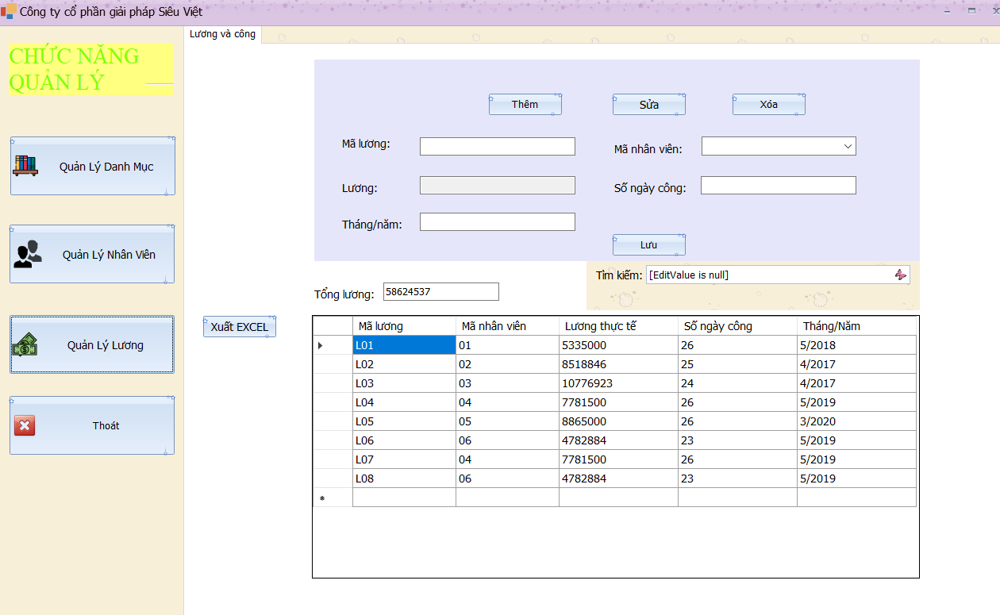 Công ty cổ phần giải pháp Siêu Việt
Lương và công
CHỨC NĂNG
QUẢN LÝ
Quản Lý Danh Mục
Quản Lý Nhân Viên
Quản Lý Lương
Thoát
Thêm Sửa Xóa
Mã lương: Mã nhân viên:
Lương: Số ngày công:
Tháng/năm:
Lưu
Tìm kiếm: [EditValue is null]
Tổng lương: 58624537
Xuất EXCEL
Mã lương Mã nhân viên Lương thực tế Số ngày công Tháng/Năm
L01 01 5335000 26 5/2018
L02 02 8518846 25 4/2017
L03 03 10776923 24 4/2017
L04 04 7781500 26 5/2019
L05 05 8865000 26 3/2020
L06 06 4782884 23 5/2019
L07 04 7781500 26 5/2019
L08 06 4782884 23 5/2019